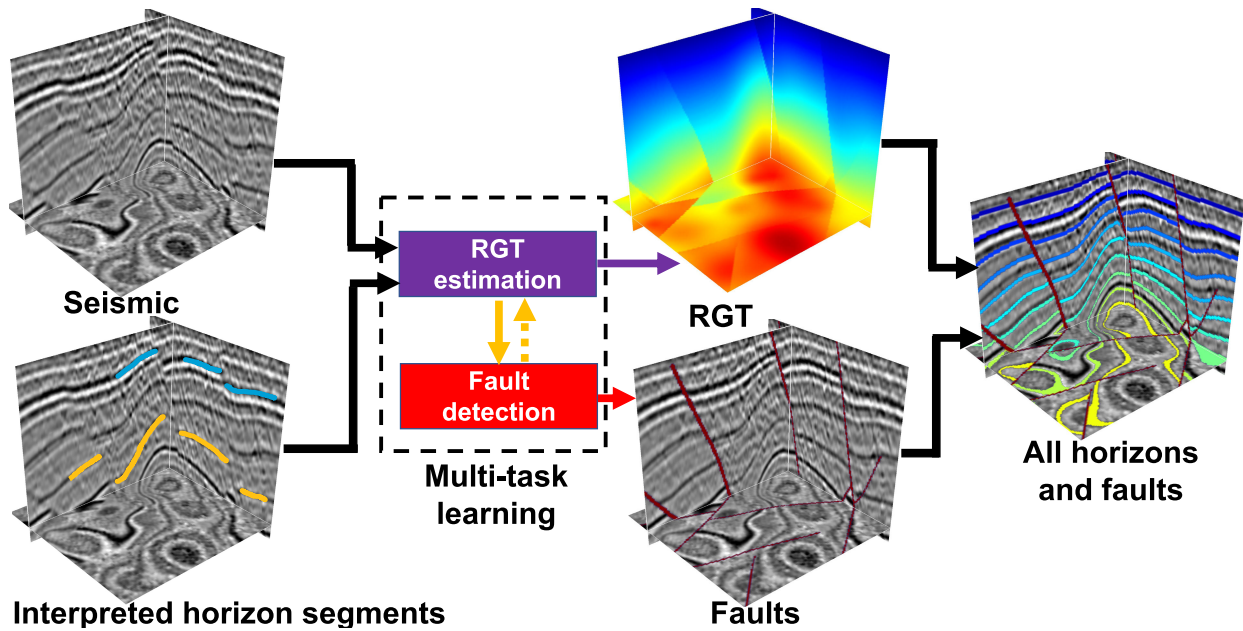 Seismic
Interpreted horizon segments
RGT
estimation
Fault
detection
Multi-task
learning
RGT
Faults
All horizons
and faults